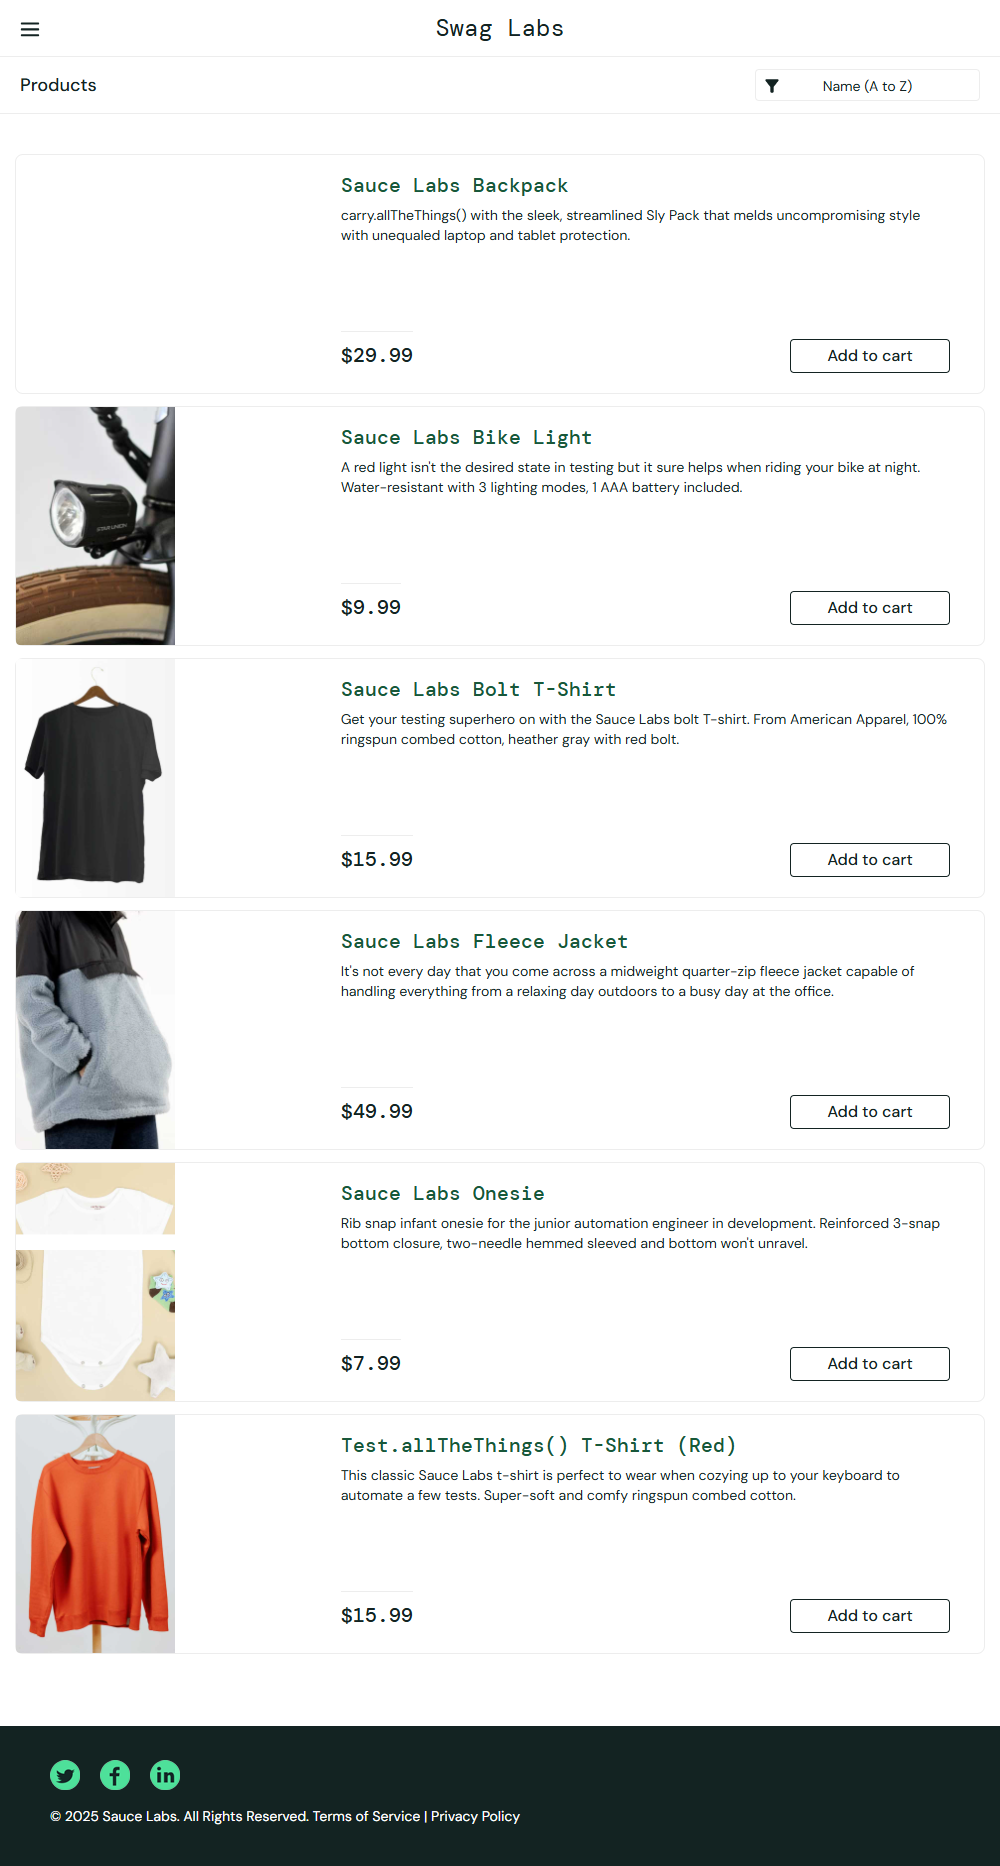 Swag Labs
Products
Name (A to Z)
Sauce Labs Backpack
carry.allTheThings() with the sleek, streamlined Sly Pack that melds uncompromising style
with unequaled laptop and tablet protection.
$29.99
Add to cart
Sauce Labs Bike Light
A red light isn't the desired state in testing but it sure helps when riding your bike at night.
Water-resistant with 3 lighting modes, 1 AAA battery included.
$9.99
Add to cart
Sauce Labs Bolt T-Shirt
Get your testing superhero on with the Sauce Labs bolt T-shirt. From American Apparel, 100%
ringspun combed cotton, heather gray with red bolt.
$15.99
Add to cart
Sauce Labs Fleece Jacket
It's not every day that you come across a midweight quarter-zip fleece jacket capable of
handling everything from a relaxing day outdoors to a busy day at the office.
$49.99
Add to cart
Sauce Labs Onesie
Rib snap infant onesie for the junior automation engineer in development. Reinforced 3-snap
bottom closure, two-needle hemmed sleeved and bottom won't unravel.
$7.99
Add to cart
Test.allTheThings() T-Shirt (Red)
This classic Sauce Labs t-shirt is perfect to wear when cozying up to your keyboard to
automate a few tests. Super-soft and comfy ringspun combed cotton.
$15.99
Add to cart
© 2025 Sauce Labs. All Rights Reserved. Terms of Service | Privacy Policy